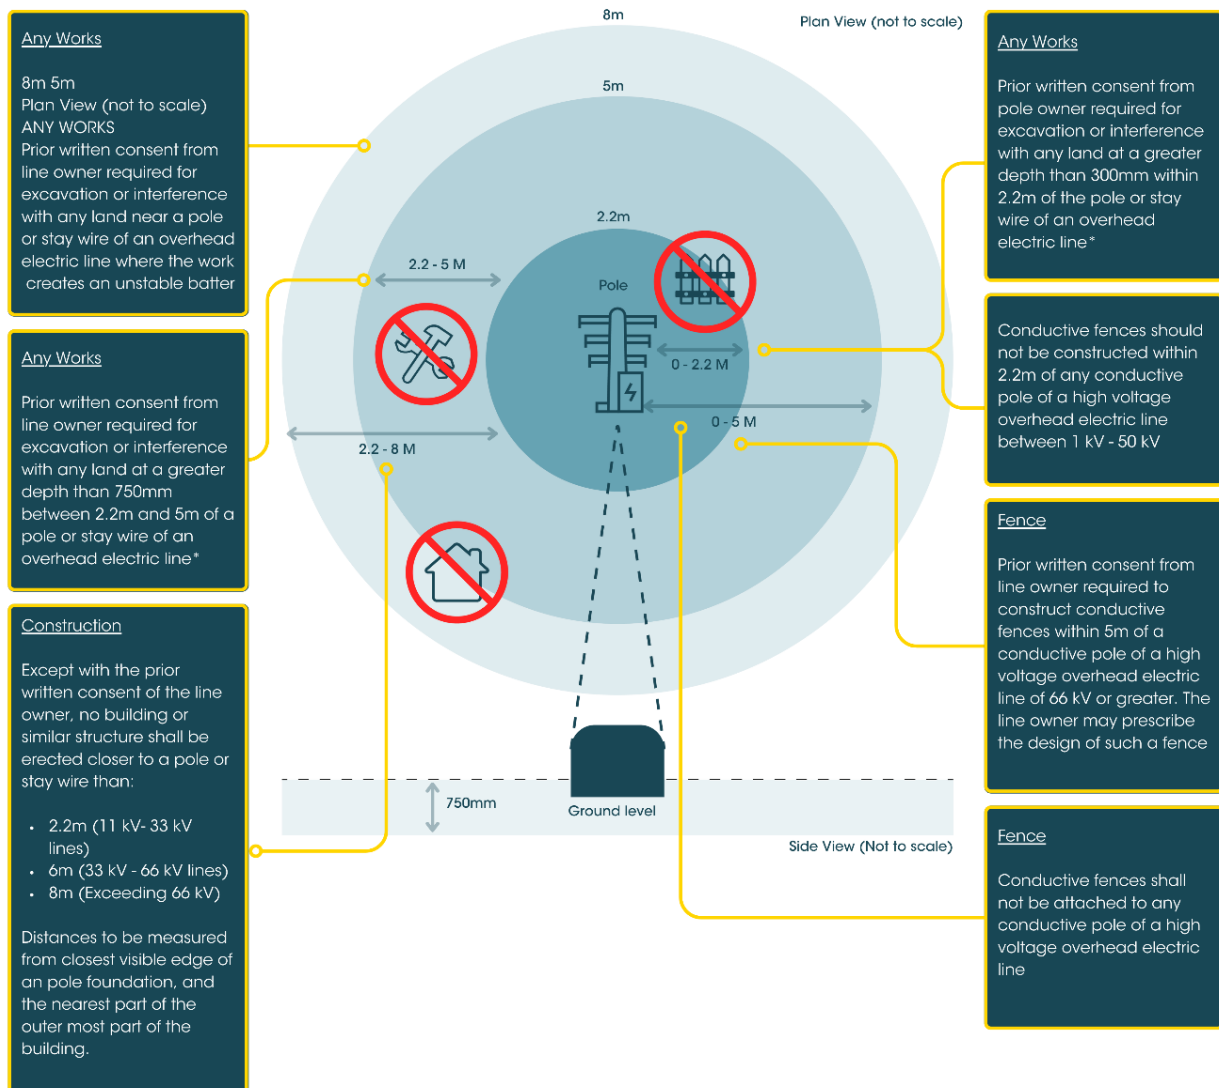 Any Works
8m 5m
Plan View (not to scale)
ANY WORKS
Prior written consent from
line owner required for
excavation or interference
with any land near a pole
or stay wire of an overhead
electric line where the work
creates an unstable batter
Any Works
Prior written consent from
line owner required for
excavation or interference
with any land at a greater
depth than 750mm
between 2.2m and 5m of a
pole or stay wire of an
overhead electric line*
Construction
Except with the prior
written consent of the line
owner, no building or
similar structure shall be
erected closer to a pole or
stay wire than:
• 2.2m (11 kV- 33 kV
lines)
• 6m (33 kV - 66 kV lines)
• 8m (Exceeding 66 kV)
Distances to be measured
from closest visible edge of
an pole foundation, and
the nearest part of the
outer most part of the
building.
8m
Plan View (not to scale)
5m
2.2m
2.2 - 5 M
Pole
0 - 2.2 M
0 - 5 M
2.2 - 8 M
750mm
Ground level
Side View (Not to scale)
Any Works
Prior written consent from
pole owner required for
excavation or interference
with any land at a greater
depth than 300mm within
2.2m of the pole or stay
wire of an overhead
electric line*
Conductive fences should
not be constructed within
2.2m of any conductive
pole of a high voltage
overhead electric line
between 1 kV - 50 kV
Fence
Prior written consent from
line owner required to
construct conductive
fences within 5m of a
conductive pole of a high
voltage overhead electric
line of 66 kV or greater. The
line owner may prescribe
the design of such a fence
Fence
Conductive fences shall
not be attached to any
conductive pole of a high
voltage overhead electric
line